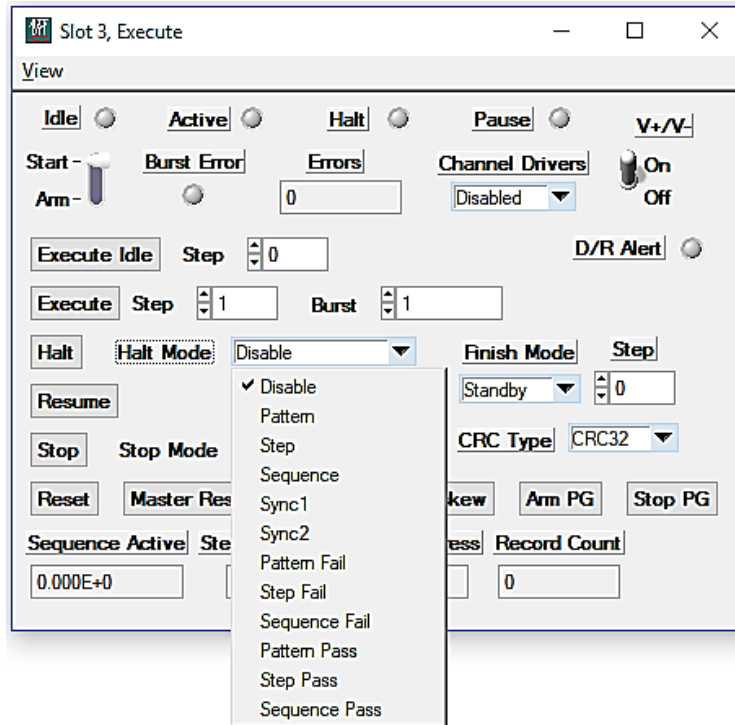 Slot 3, Execute
View
Idle Active Halt Pause V+/V-
Start Burst Error Errors Channel Drivers On
Arm 0 Disabled Off
Execute Idle Step 0 D/R Alert
Execute Step 1 Burst 1
Halt Halt Mode Disable Finish Mode Step
Resume Standby 0
Stop Stop Mode CRC Type CRC32
Reset Master Res kew Arm PG Stop PG
Sequence Active Ste ess Record Count
0.000E+0 0
Disable
Pattern
Step
Sequence
Sync1
Sync2
Pattern Fail
Step Fail
Sequence Fail
Pattern Pass
Step Pass
Sequence Pass